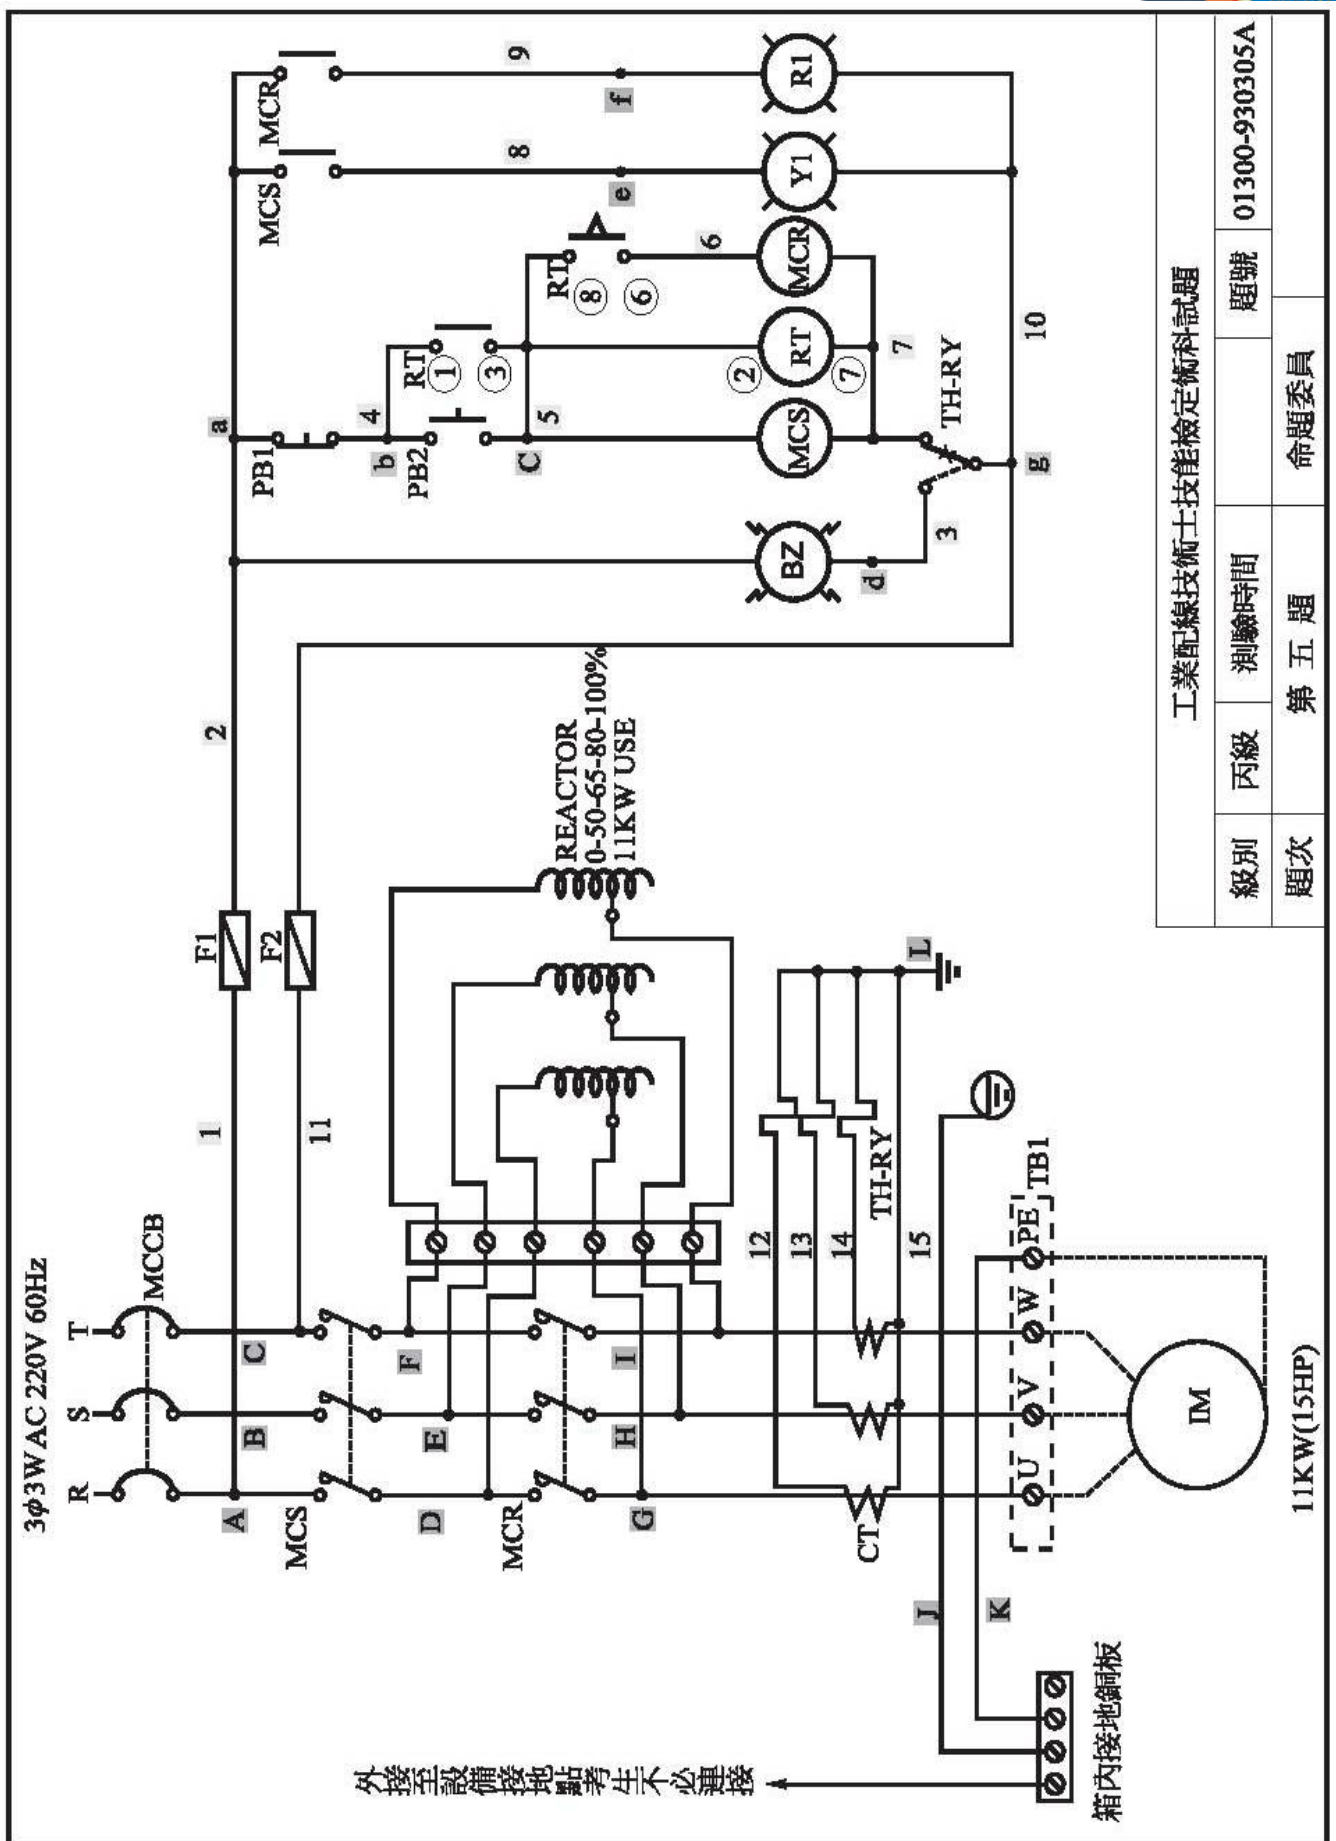 3φ3W AC 220V 60Hz
R
S
T
MCCB
A
B
C
1
11
F1
F2
2
MCS
D
E
F
MCR
G
H
I
REACTOR
0-50-65-80-100%
11KW USE
CT
12
13
14
15
TH-RY
L
J
K
U
V
W
PE
TB1
IM
11KW(15HP)
外接至設備接地點考生不必連接
箱內接地銅板
a
PB1
4
b
PB2
RT
1
3
C
5
RT
8
6
6
MCS
MCR
9
8
f
e
BZ
MCS
RT
2
7
MCR
Y1
R1
d
3
7
TH-RY
g
10
工業配線技術士技能檢定術科試題
級別 丙級 測驗時間 題號 01300-930305A
題次 第 五 題 命題委員